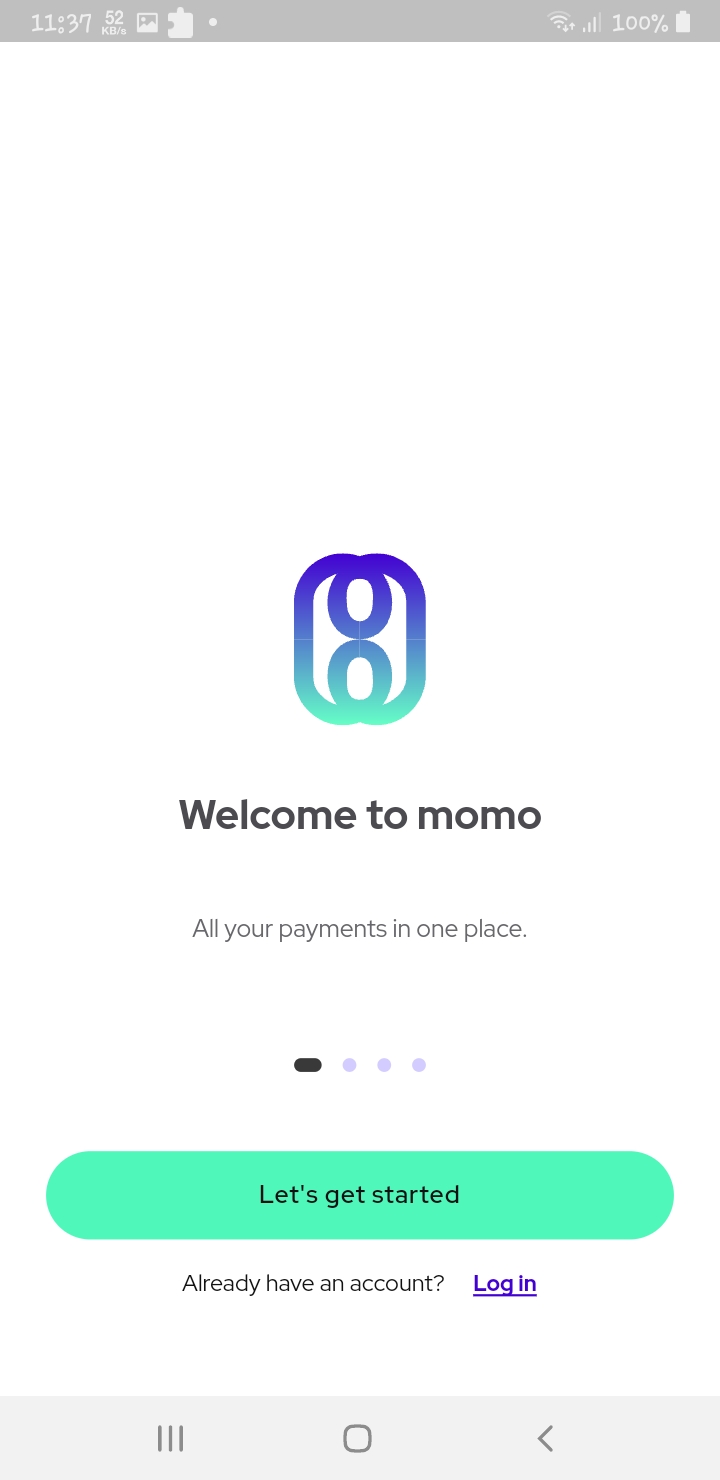 11:37 52 KB/s 100%
Welcome to momo
All your payments in one place.
Let's get started
Already have an account? Log in